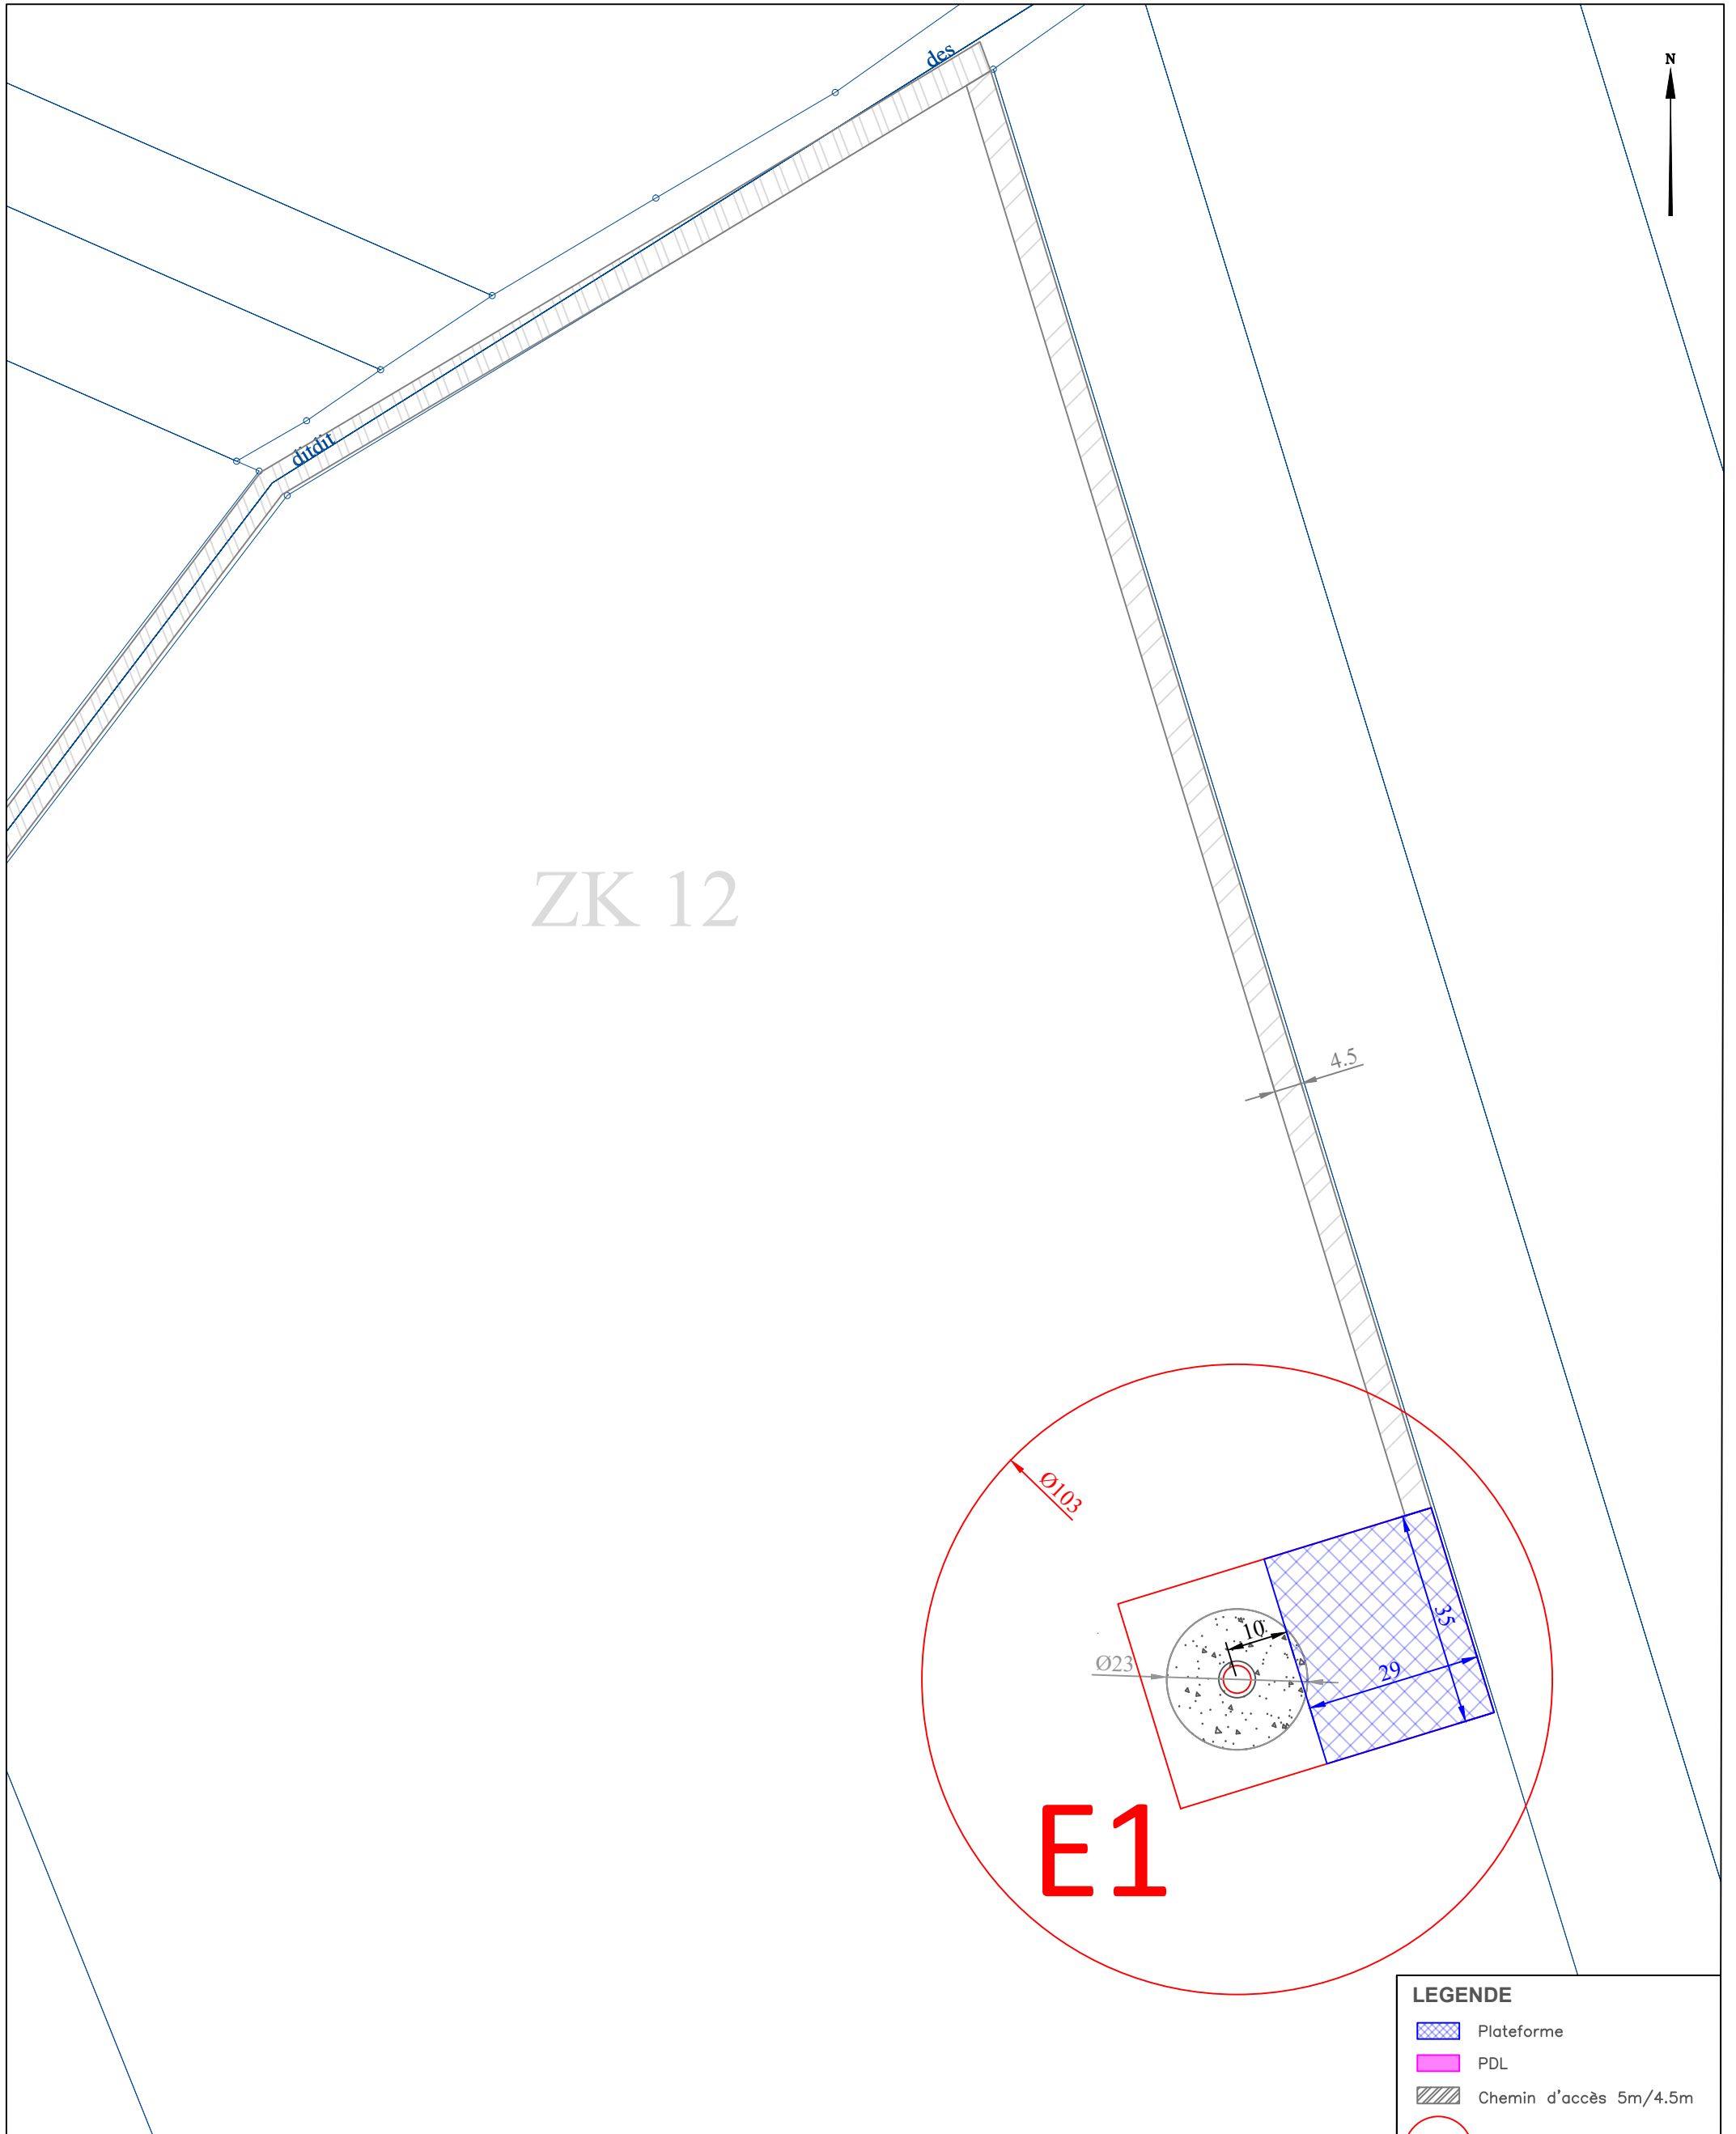 des
N
ditdit
ZK 12
4.5
Ø103
10
35
Ø23
29
E1
LEGENDE
Plateforme
PDL
Chemin d'accès 5m/4.5m